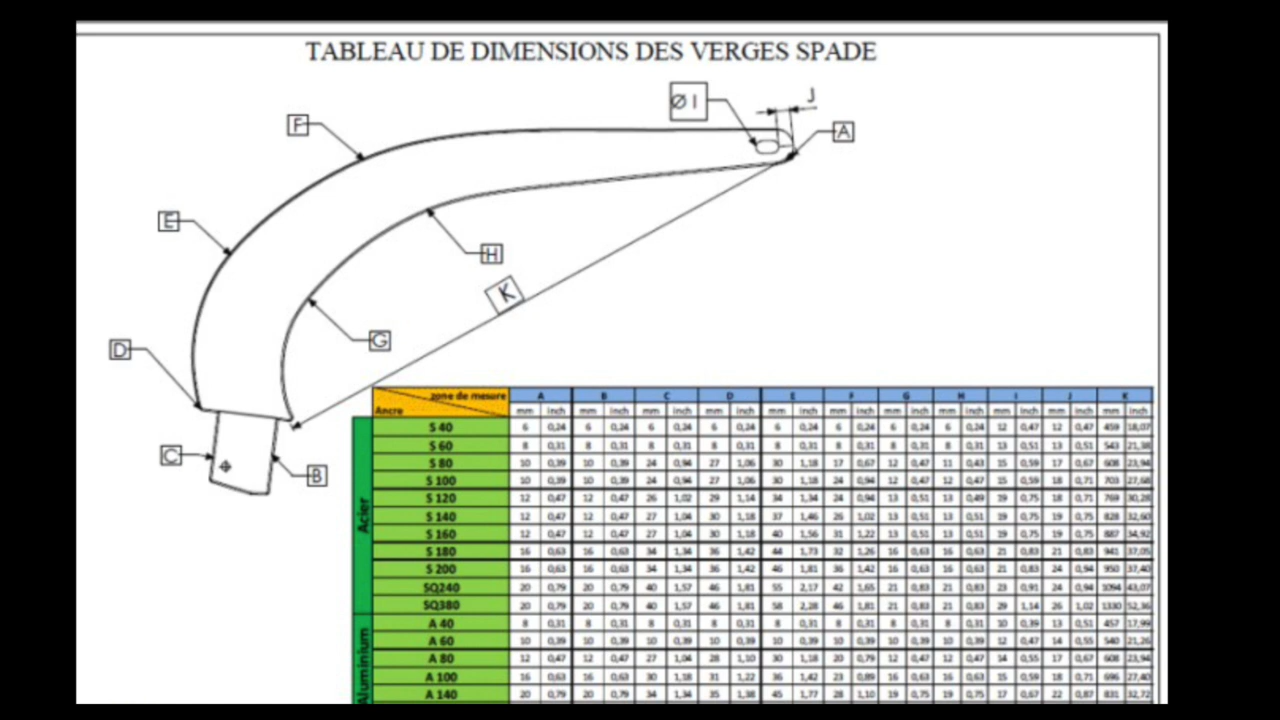 TABLEAU DE DIMENSIONS DES VERGES SPADE
Ø I
J
F
A
E
H
K
G
D
C
B
zone de mesure A B C D E F G H I J K
Ancre mm inch mm inch mm inch mm inch mm inch mm inch mm inch mm inch mm inch mm inch mm inch
Acier
S 40 6 0,24 6 0,24 6 0,24 6 0,24 6 0,24 6 0,24 6 0,24 6 0,24 12 0,47 12 0,47 459 18,07
S 60 8 0,31 8 0,31 8 0,31 8 0,31 8 0,31 8 0,31 8 0,31 8 0,31 13 0,51 13 0,51 543 21,38
S 80 10 0,39 10 0,39 24 0,94 27 1,06 30 1,18 17 0,67 12 0,47 11 0,43 15 0,59 17 0,67 608 23,94
S 100 10 0,39 10 0,39 24 0,94 27 1,06 30 1,18 24 0,94 12 0,47 12 0,47 15 0,59 18 0,71 703 27,68
S 120 12 0,47 12 0,47 26 1,02 29 1,14 34 1,34 24 0,94 13 0,51 13 0,49 19 0,75 18 0,71 769 30,28
S 140 12 0,47 12 0,47 27 1,04 30 1,18 37 1,46 26 1,02 13 0,51 13 0,51 19 0,75 19 0,75 828 32,60
S 160 12 0,47 12 0,47 27 1,04 30 1,18 40 1,56 31 1,22 13 0,51 13 0,51 19 0,75 19 0,75 887 34,92
S 180 16 0,63 16 0,63 34 1,34 36 1,42 44 1,73 32 1,26 16 0,63 16 0,63 21 0,83 21 0,83 941 37,05
S 200 16 0,63 16 0,63 34 1,34 36 1,42 46 1,81 36 1,42 16 0,63 16 0,63 21 0,83 24 0,94 950 37,40
SQ240 20 0,79 20 0,79 40 1,57 46 1,81 55 2,17 42 1,65 21 0,83 21 0,83 23 0,91 24 0,94 1094 43,07
SQ380 20 0,79 20 0,79 40 1,57 46 1,81 58 2,28 46 1,81 21 0,83 21 0,83 29 1,14 26 1,02 1330 52,36
Aluminium
A 40 8 0,31 8 0,31 8 0,31 8 0,31 8 0,31 8 0,31 8 0,31 8 0,31 10 0,39 13 0,51 457 17,99
A 60 10 0,39 10 0,39 10 0,39 10 0,39 10 0,39 10 0,39 10 0,39 10 0,39 12 0,47 14 0,55 540 21,26
A 80 12 0,47 12 0,47 27 1,04 28 1,10 30 1,18 20 0,79 12 0,47 12 0,47 14 0,55 17 0,67 608 23,94
A 100 16 0,63 16 0,63 30 1,18 31 1,22 36 1,42 23 0,89 16 0,63 16 0,63 15 0,59 18 0,71 696 27,40
A 140 20 0,79 20 0,79 34 1,34 35 1,38 45 1,77 28 1,10 19 0,75 19 0,75 17 0,67 22 0,87 831 32,72